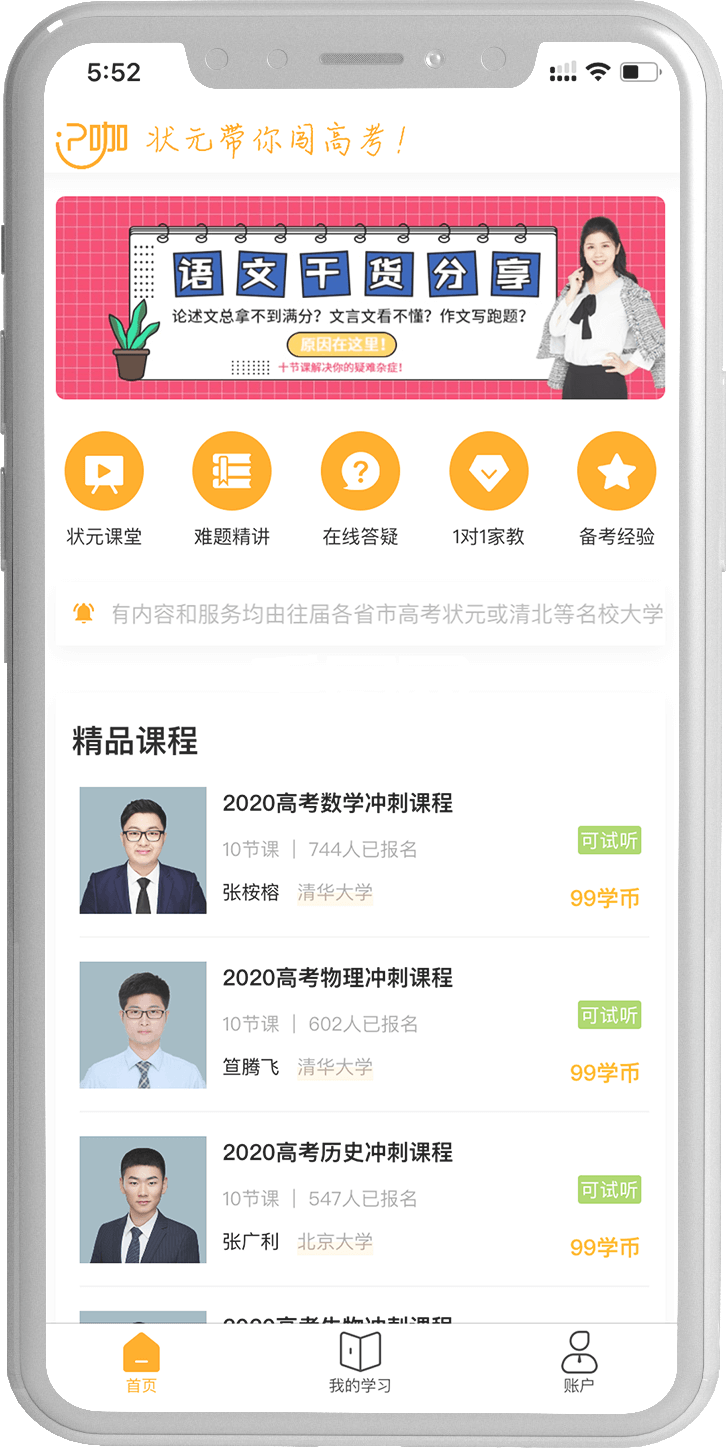 5:52
咖 状元带你闯高考!
语文干货分享
论述文总拿不到满分?文言文看不懂?作文写跑题?
原因在这里!
十节课解决你的疑难杂症!
状元课堂 难题精讲 在线答疑 1对1家教 备考经验
有内容和服务均由往届各省市高考状元或清北等名校大学
精品课程
2020高考数学冲刺课程
10节课 | 744人已报名
可试听
张桉榕 清华大学
99学币
2020高考物理冲刺课程
10节课 | 602人已报名
可试听
笪腾飞 清华大学
99学币
2020高考历史冲刺课程
10节课 | 547人已报名
可试听
张广利 北京大学
99学币
2020高考生物冲刺课程
首页 我的学习 账户